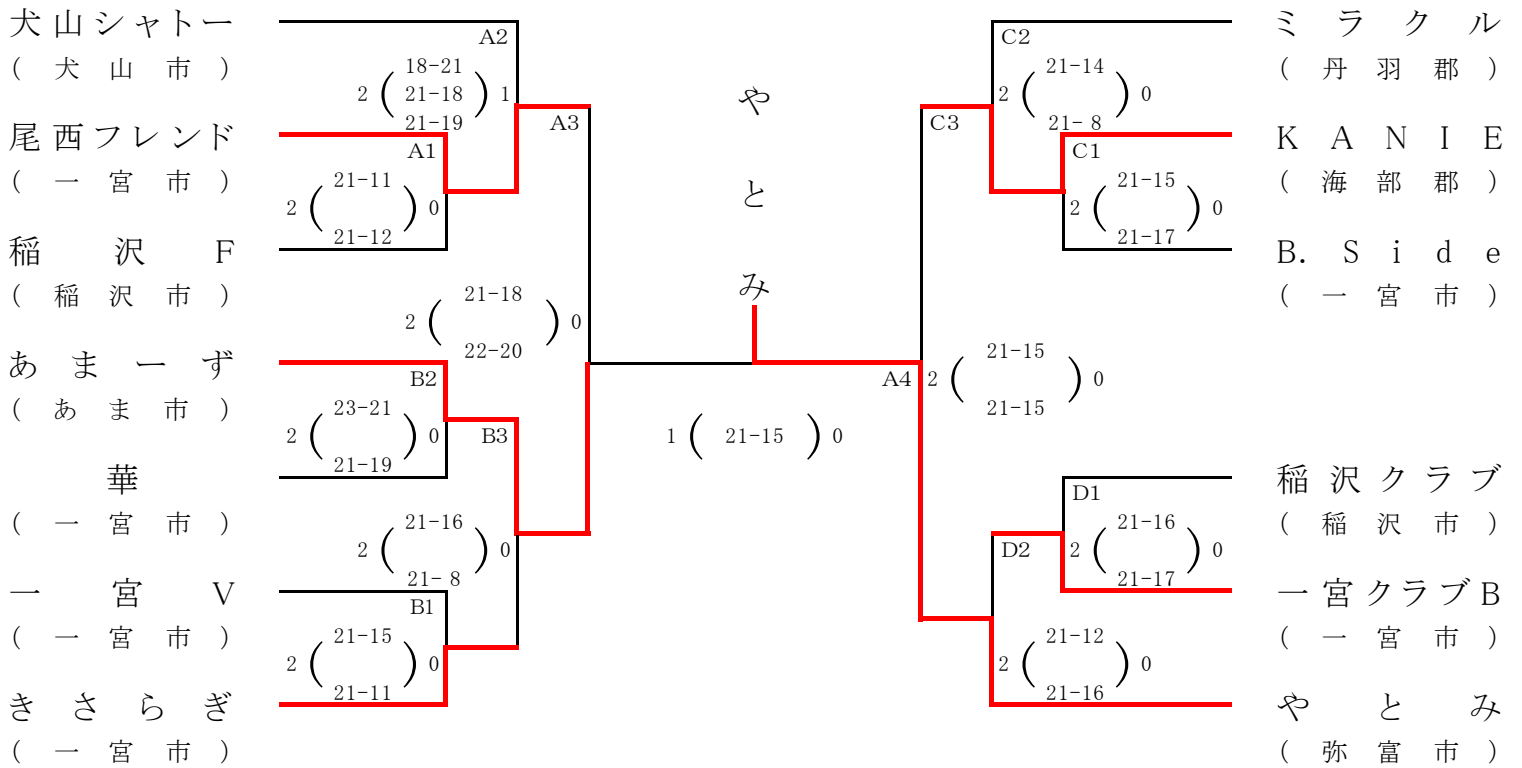 犬山シャトー
(犬山市)
尾西フレンド
(一宮市)
稲沢F
(稲沢市)
あまーず
(あま市)
華
(一宮市)
一宮V
(一宮市)
きさらぎ
(一宮市)
A2
18-21
2 ( 21-18 ) 1
21-19
A1
21-11
2 ( ) 0
21-12
A3
21-18
2 ( ) 0
22-20
B2
23-21
2 ( ) 0
21-19
B3
21-16
2 ( ) 0
21- 8
B1
21-15
2 ( ) 0
21-11
やとみ
A4
1 ( 21-15 ) 0
C2
21-14
2 ( ) 0
21- 8
C3
C1
21-15
2 ( ) 0
21-17
21-15
2 ( ) 0
21-15
D1
21-16
2 ( ) 0
21-17
D2
21-12
2 ( ) 0
21-16
ミラクル
(丹羽郡)
KANIE
(海部郡)
B. Side
(一宮市)
稲沢クラブ
(稲沢市)
一宮クラブB
(一宮市)
やとみ
(弥富市)